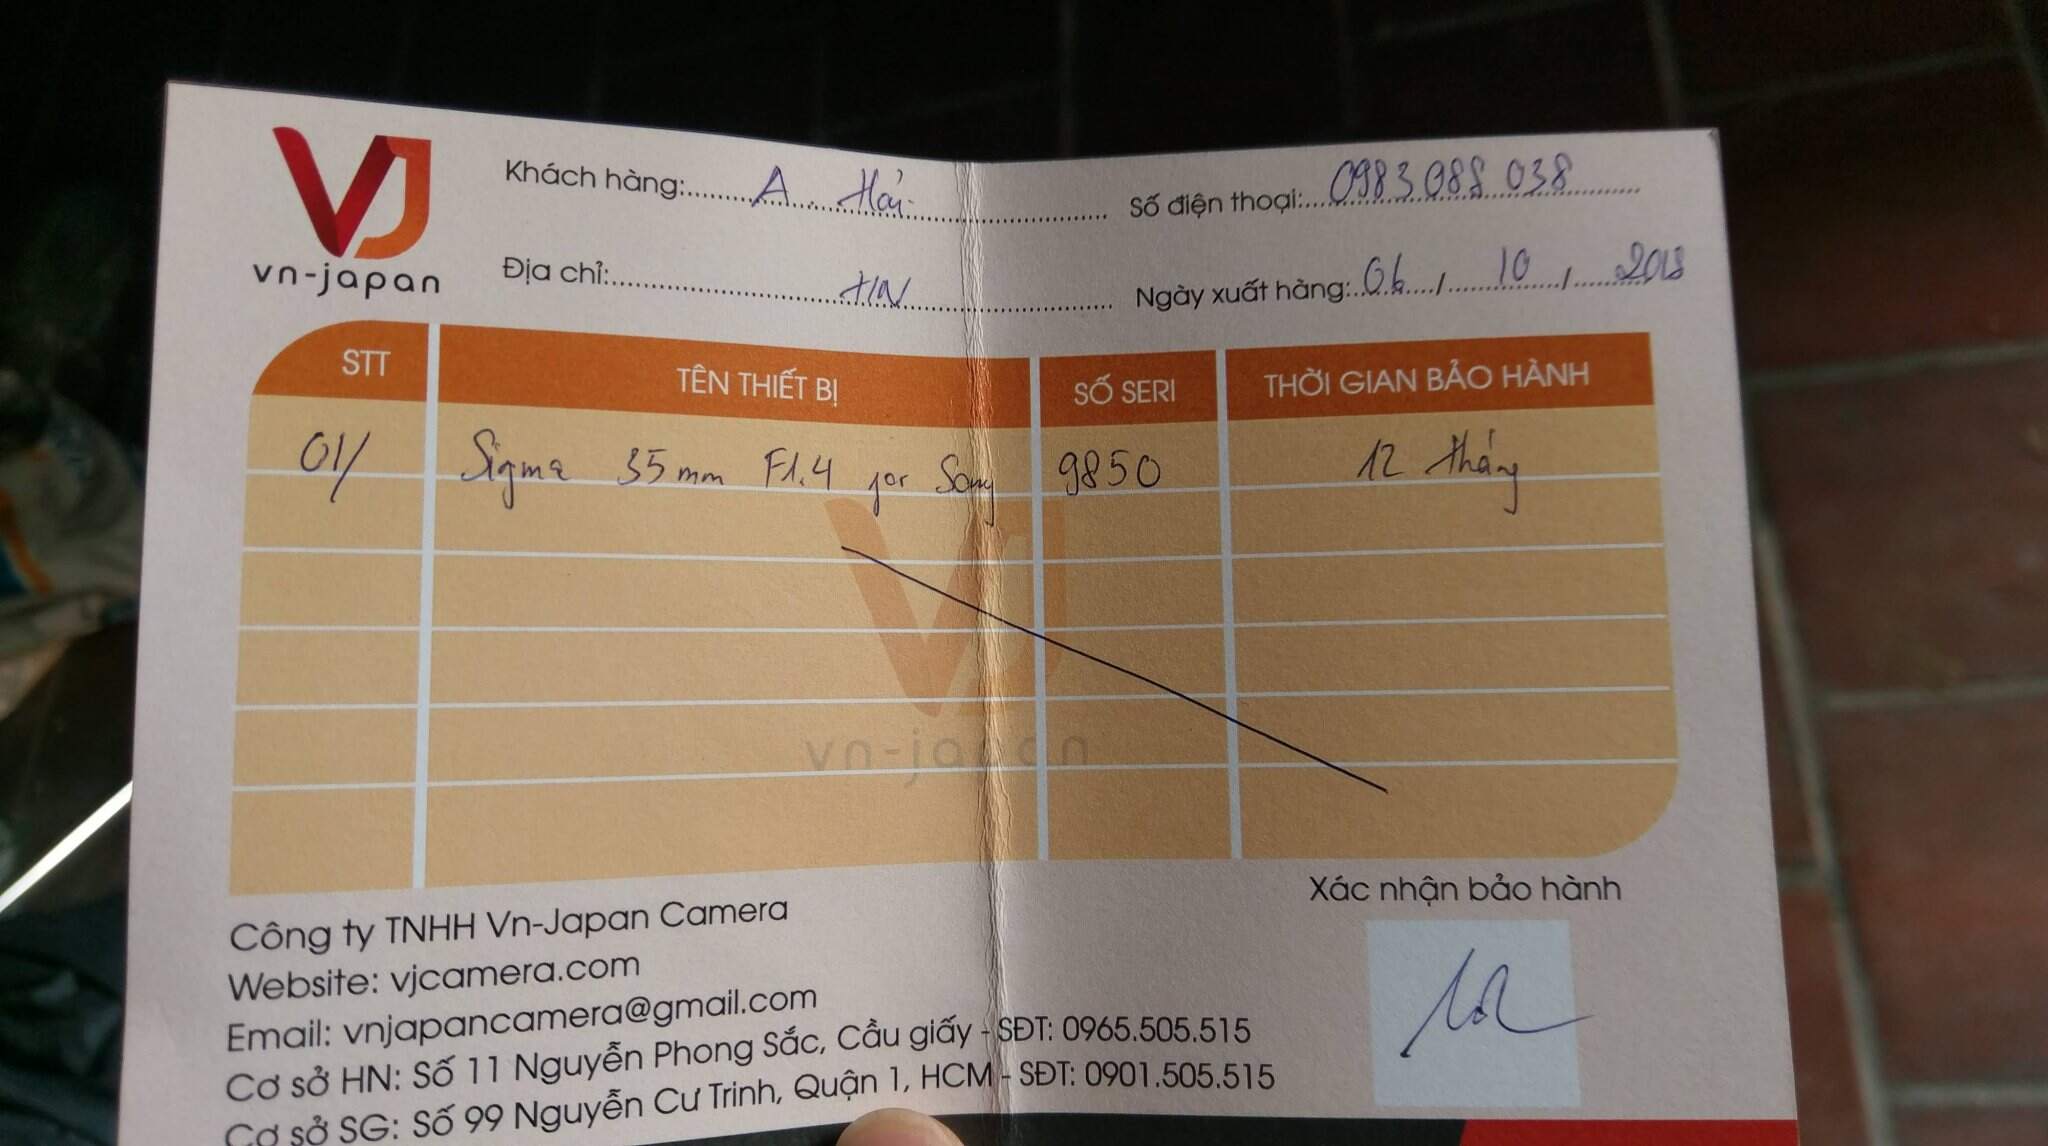 VJ
vn-japan
Khách hàng: A. Hải
Số điện thoại: 0983 088 038
Địa chỉ: HN
Ngày xuất hàng: 06 / 10 / 2018
STT TÊN THIẾT BỊ SỐ SERI THỜI GIAN BẢO HÀNH
01/ Sigma 35mm F1.4 for Sony 9850 12 tháng
VJ
vn-japan
Xác nhận bảo hành
Công ty TNHH Vn-Japan Camera
Website: vjcamera.com
Email: vnjapancamera@gmail.com
Cơ sở HN: Số 11 Nguyễn Phong Sắc, Cầu giấy - SĐT: 0965.505.515
Cơ sở SG: Số 99 Nguyễn Cư Trinh, Quận 1, HCM - SĐT: 0901.505.515